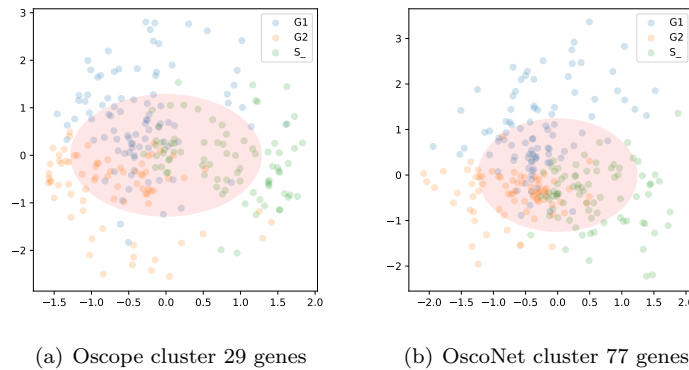 3
2
1
0
−1
−2
−1.5 −1.0 −0.5 0.0 0.5 1.0 1.5 2.0
G1
G2
S_
3
2
1
0
−1
−2
−2.0 −1.5 −1.0 −0.5 0.0 0.5 1.0 1.5
G1
G2
S_
(a) Oscope cluster 29 genes
(b) OscoNet cluster 77 genes